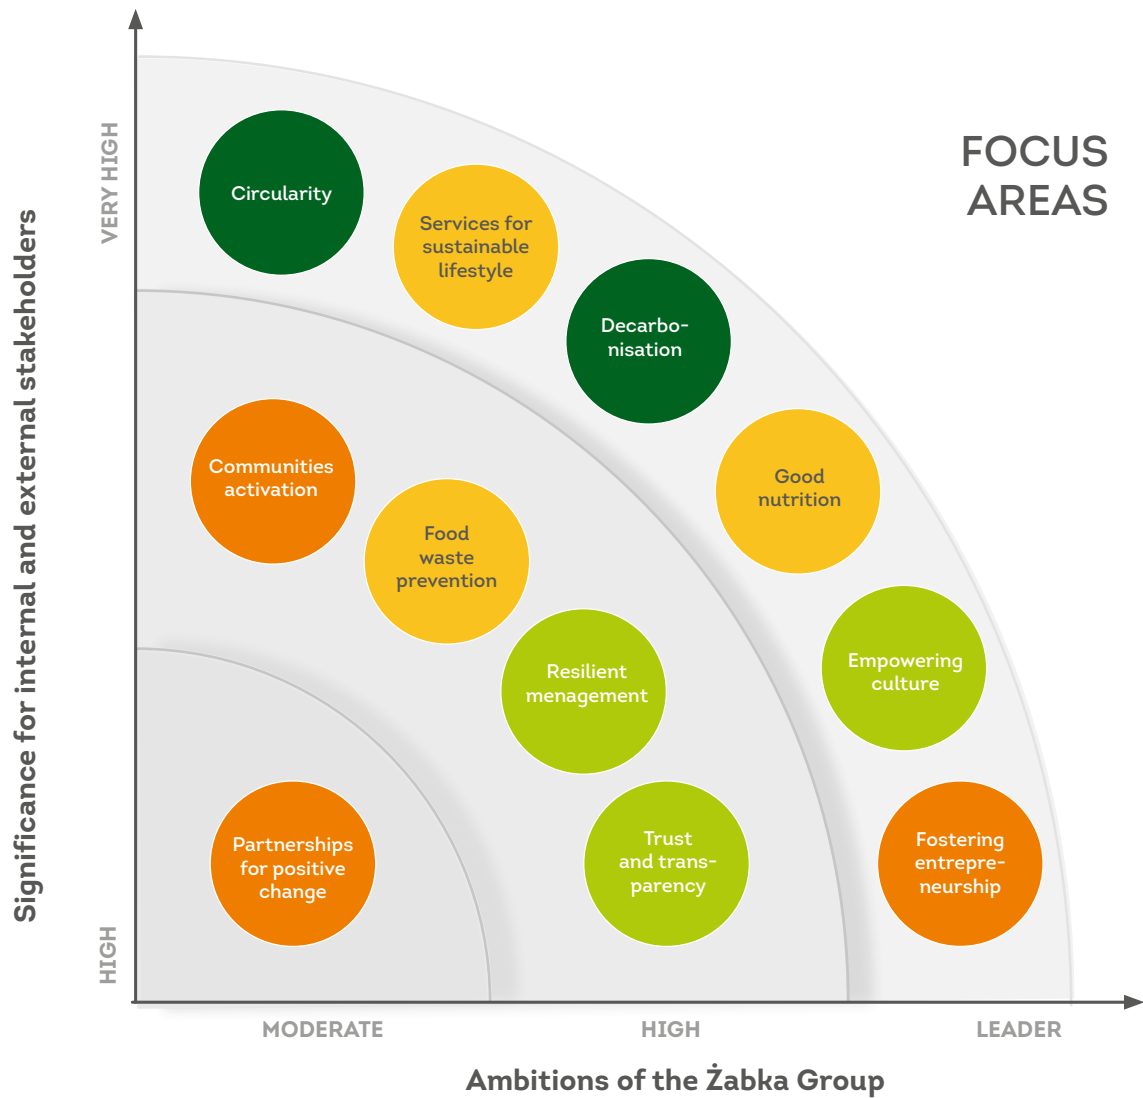 FOCUS
AREAS
Significance for internal and external stakeholders
VERY HIGH
HIGH
Circularity
Services for
sustainable
lifestyle
Decarbo-
nisation
Communities
activation
Good
nutrition
Food
waste
prevention
Resilient
menagement
Empowering
culture
Partnerships
for positive
change
Trust
and trans-
parency
Fostering
entrepre-
neurship
MODERATE
HIGH
LEADER
Ambitions of the Żabka Group